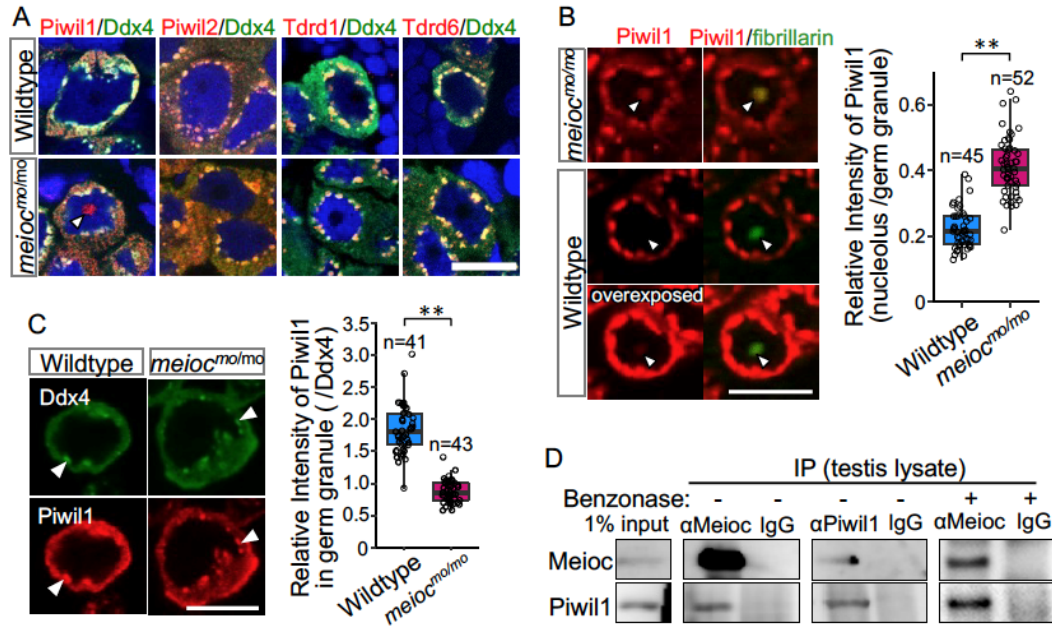 A
Piwil1/Ddx4 Piwil2/Ddx4 Tdrd1/Ddx4 Tdrd6/Ddx4
Wildtype
meioc^mo/mo
B
Piwil1 Piwil1/fibrillarin
meioc^mo/mo
Wildtype
overexposed
Relative Intensity of Piwil1
(nucleolus /germ granule)
**
n=52
n=45
0.6
0.4
0.2
0
Wildtype
meioc^mo/mo
C
Wildtype meioc^mo/mo
Ddx4
Piwil1
Relative Intensity of Piwil1
in germ granule ( /Ddx4)
**
n=41
n=43
3.5
3.0
2.5
2.0
1.5
1.0
0.5
0
Wildtype
meioc^mo/mo
D
IP (testis lysate)
Benzonase: - - - - + +
1% input αMeioc IgG αPiwil1 IgG αMeioc IgG
Meioc
Piwil1